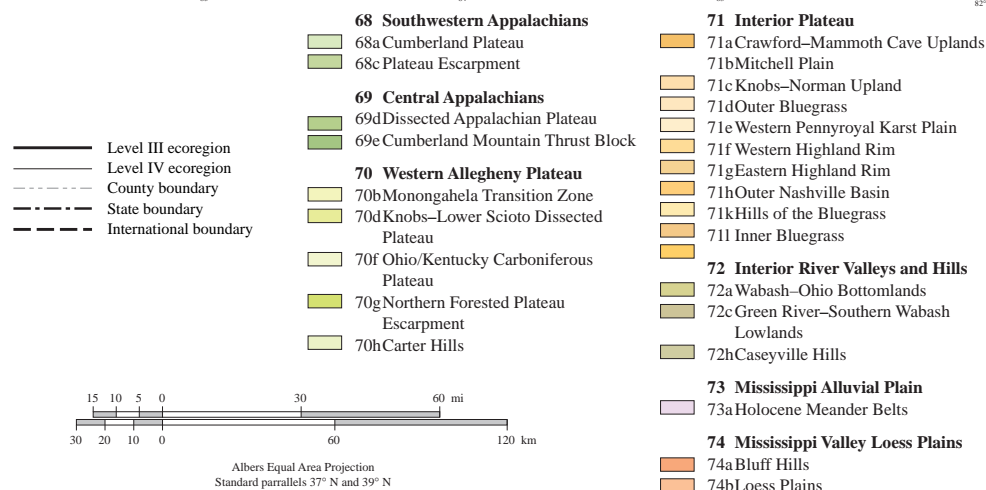 82°
68 Southwestern Appalachians
68a Cumberland Plateau
68c Plateau Escarpment
69 Central Appalachians
69d Dissected Appalachian Plateau
69e Cumberland Mountain Thrust Block
70 Western Allegheny Plateau
70b Monongahela Transition Zone
70d Knobs–Lower Scioto Dissected
Plateau
70f Ohio/Kentucky Carboniferous
Plateau
70g Northern Forested Plateau
Escarpment
70h Carter Hills
71 Interior Plateau
71a Crawford–Mammoth Cave Uplands
71b Mitchell Plain
71c Knobs–Norman Upland
71d Outer Bluegrass
71e Western Pennyroyal Karst Plain
71f Western Highland Rim
71g Eastern Highland Rim
71h Outer Nashville Basin
71k Hills of the Bluegrass
71l Inner Bluegrass
72 Interior River Valleys and Hills
72a Wabash–Ohio Bottomlands
72c Green River–Southern Wabash
Lowlands
72h Caseyville Hills
73 Mississippi Alluvial Plain
73a Holocene Meander Belts
74 Mississippi Valley Loess Plains
74a Bluff Hills
74b Loess Plains
Level III ecoregion
Level IV ecoregion
County boundary
State boundary
International boundary
15 10 5 0 30 60 mi
30 20 10 0 60 120 km
Albers Equal Area Projection
Standard parrallels 37° N and 39° N